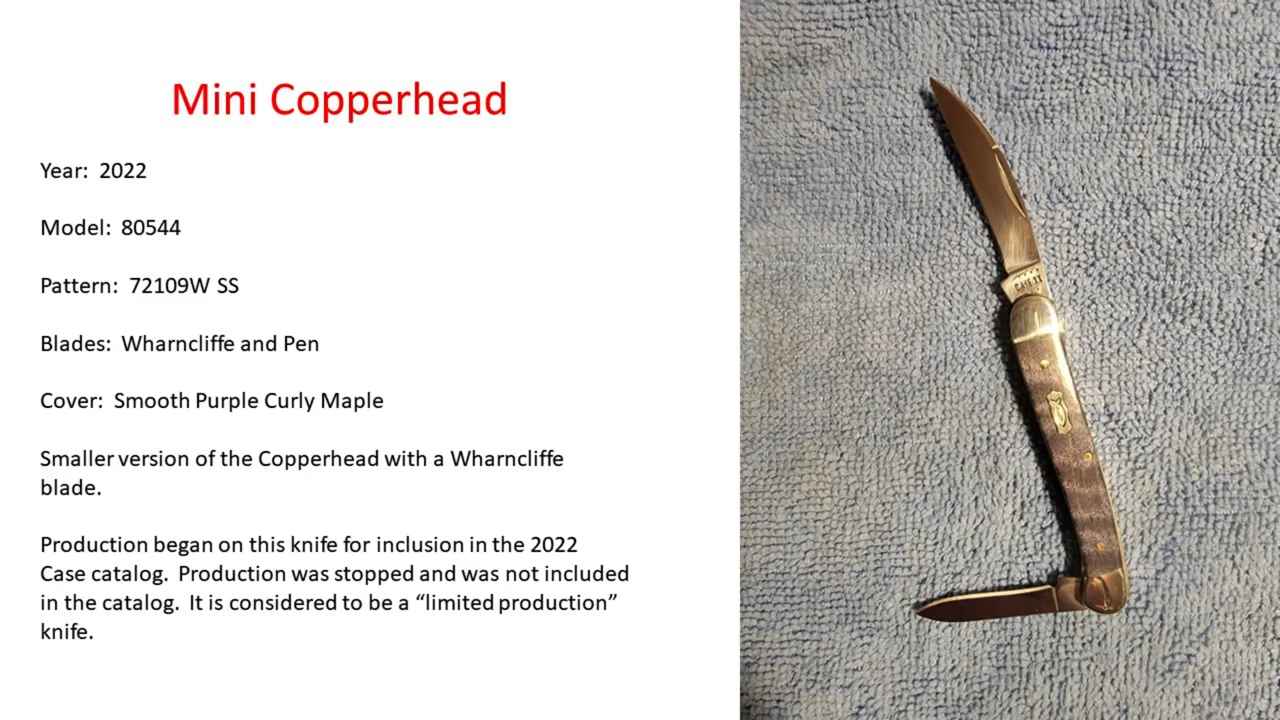 Mini Copperhead
Year: 2022
Model: 80544
Pattern: 72109W SS
Blades: Wharncliffe and Pen
Cover: Smooth Purple Curly Maple
Smaller version of the Copperhead with a Wharncliffe
blade.
Production began on this knife for inclusion in the 2022
Case catalog. Production was stopped and was not included
in the catalog. It is considered to be a “limited production”
knife.
CASE XX